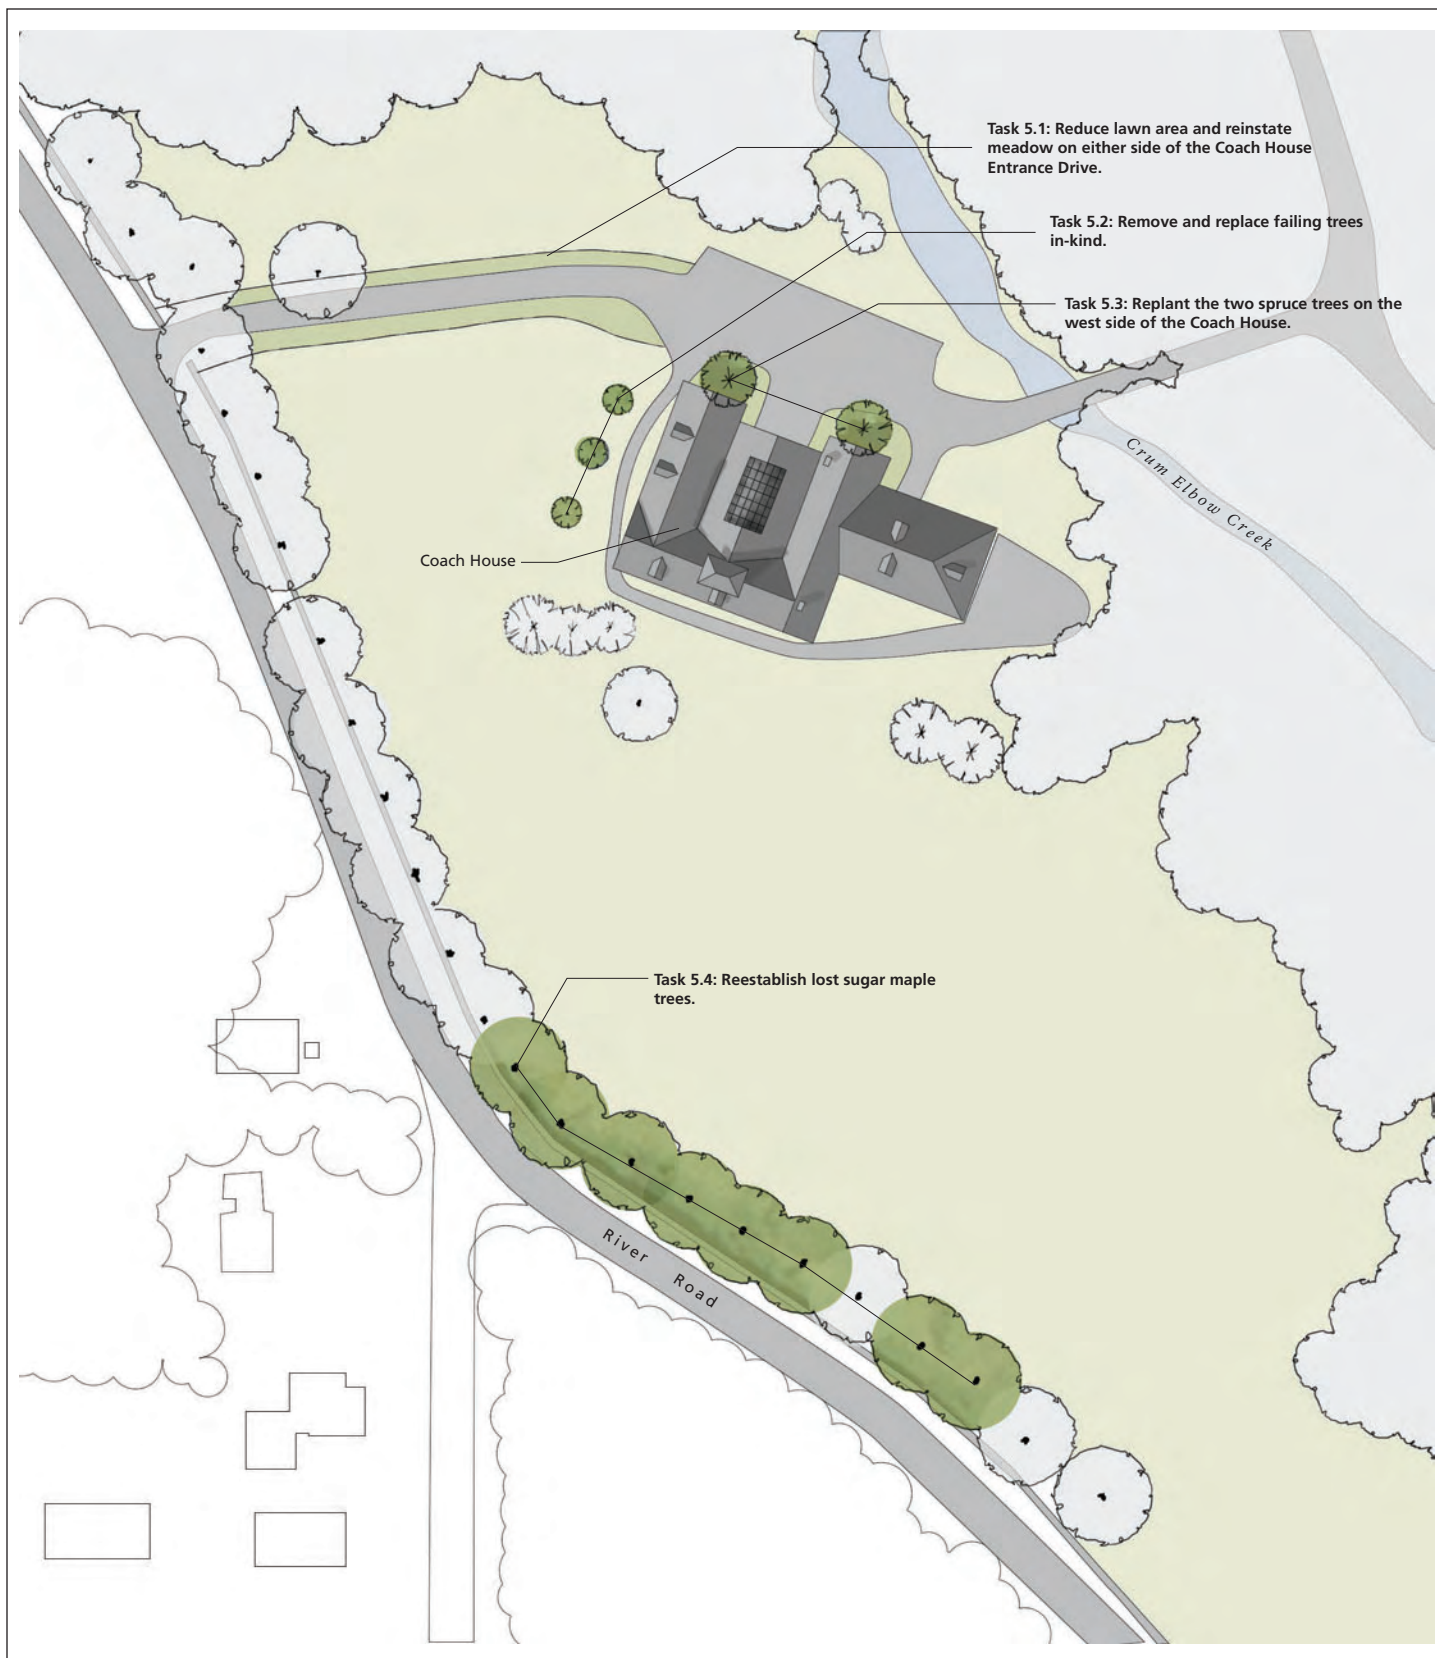 Task 5.1: Reduce lawn area and reinstate
meadow on either side of the Coach House
Entrance Drive.
Task 5.2: Remove and replace failing trees
in-kind.
Task 5.3: Replant the two spruce trees on the
west side of the Coach House.
Crum Elbow Creek
Coach House
Task 5.4: Reestablish lost sugar maple
trees.
River Road